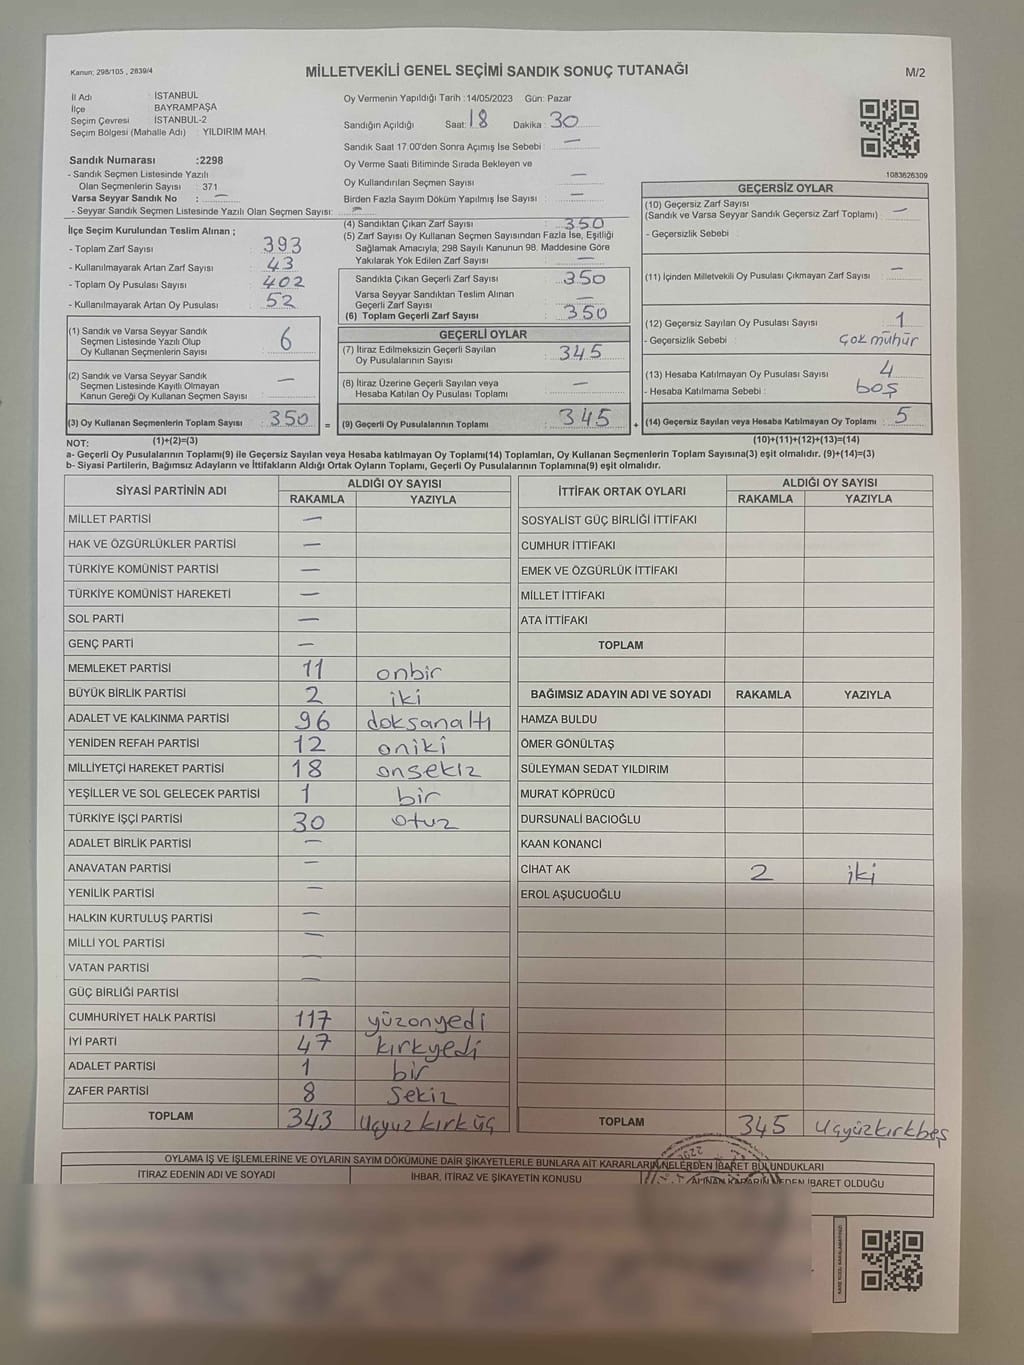 Kanun; 298/105 , 2839/4
MİLLETVEKİLİ GENEL SEÇİMİ SANDIK SONUÇ TUTANAĞI
M/2
İl Adı : İSTANBUL
İlçe : BAYRAMPAŞA
Seçim Çevresi : İSTANBUL-2
Seçim Bölgesi (Mahalle Adı) : YILDIRIM MAH.
Oy Vermenin Yapıldığı Tarih :14/05/2023 Gün: Pazar
Sandığın Açıldığı Saat: 18 Dakika : 30
Sandık Saat 17.00'den Sonra Açımış İse Sebebi : —
Oy Verme Saati Bitiminde Sırada Bekleyen ve
Oy Kullandırılan Seçmen Sayısı —
Birden Fazla Sayım Döküm Yapılmış İse Sayısı : —
1083626309
Sandık Numarası :2298
- Sandık Seçmen Listesinde Yazılı
Olan Seçmenlerin Sayısı : 371
Varsa Seyyar Sandık No : —
- Seyyar Sandık Seçmen Listesinde Yazılı Olan Seçmen Sayısı: —
İlçe Seçim Kurulundan Teslim Alınan ;
- Toplam Zarf Sayısı : 393
- Kullanılmayarak Artan Zarf Sayısı : 43
- Toplam Oy Pusulası Sayısı : 402
- Kullanılmayarak Artan Oy Pusulası : 52
(1) Sandık ve Varsa Seyyar Sandık
Seçmen Listesinde Yazılı Olup
Oy Kullanan Seçmenlerin Sayısı : 6
(2) Sandık ve Varsa Seyyar Sandık
Seçmen Listesinde Kayıtlı Olmayan
Kanun Gereği Oy Kullanan Seçmen Sayısı : —
(3) Oy Kullanan Seçmenlerin Toplam Sayısı : 350 =
(4) Sandıktan Çıkan Zarf Sayısı : 350
(5) Zarf Sayısı Oy Kullanan Seçmen Sayısından Fazla İse, Eşitliği
Sağlamak Amacıyla, 298 Sayılı Kanunun 98. Maddesine Göre
Yakılarak Yok Edilen Zarf Sayısı : —
Sandıkta Çıkan Geçerli Zarf Sayısı : 350
Varsa Seyyar Sandıktan Teslim Alınan
Geçerli Zarf Sayısı : —
(6) Toplam Geçerli Zarf Sayısı : 350
GEÇERLİ OYLAR
(7) İtiraz Edilmeksizin Geçerli Sayılan
Oy Pusulalarının Sayısı : 345
(8) İtiraz Üzerine Geçerli Sayılan veya
Hesaba Katılan Oy Pusulası Toplamı : —
(9) Geçerli Oy Pusulalarının Toplamı : 345 +
GEÇERSİZ OYLAR
(10) Geçersiz Zarf Sayısı
(Sandık ve Varsa Seyyar Sandık Geçersiz Zarf Toplamı) : —
- Geçersizlik Sebebi :
(11) İçinden Milletvekili Oy Pusulası Çıkmayan Zarf Sayısı : —
(12) Geçersiz Sayılan Oy Pusulası Sayısı : 1
- Geçersizlik Sebebi : çok mühür
(13) Hesaba Katılmayan Oy Pusulası Sayısı : 4
- Hesaba Katılmama Sebebi : boş
(14) Geçersiz Sayılan veya Hesaba Katılmayan Oy Toplamı : 5
NOT: (1)+(2)=(3) (10)+(11)+(12)+(13)=(14)
a- Geçerli Oy Pusulalarının Toplamı(9) ile Geçersiz Sayılan veya Hesaba katılmayan Oy Toplamı(14) Toplamları, Oy Kullanan Seçmenlerin Toplam Sayısına(3) eşit olmalıdır. (9)+(14)=(3)
b- Siyasi Partilerin, Bağımsız Adayların ve İttifakların Aldığı Ortak Oyların Toplamı, Geçerli Oy Pusulalarının Toplamına(9) eşit olmalıdır.
SİYASİ PARTİNİN ADI ALDIĞI OY SAYISI
RAKAMLA YAZIYLA
MİLLET PARTİSİ —
HAK VE ÖZGÜRLÜKLER PARTİSİ —
TÜRKİYE KOMÜNİST PARTİSİ —
TÜRKİYE KOMÜNİST HAREKETİ —
SOL PARTİ —
GENÇ PARTİ —
MEMLEKET PARTİSİ 11 onbir
BÜYÜK BİRLİK PARTİSİ 2 iki
ADALET VE KALKINMA PARTİSİ 96 doksanaltı
YENİDEN REFAH PARTİSİ 12 oniki
MİLLİYETÇİ HAREKET PARTİSİ 18 onsekiz
YEŞİLLER VE SOL GELECEK PARTİSİ 1 bir
TÜRKİYE İŞÇİ PARTİSİ 30 otuz
ADALET BİRLİK PARTİSİ —
ANAVATAN PARTİSİ —
YENİLİK PARTİSİ —
HALKIN KURTULUŞ PARTİSİ —
MİLLİ YOL PARTİSİ —
VATAN PARTİSİ —
GÜÇ BİRLİĞİ PARTİSİ —
CUMHURİYET HALK PARTİSİ 117 yüzonyedi
İYİ PARTİ 47 kırkyedi
ADALET PARTİSİ 1 bir
ZAFER PARTİSİ 8 Sekiz
TOPLAM 343 Uçyüzkırküç
İTTİFAK ORTAK OYLARI ALDIĞI OY SAYISI
RAKAMLA YAZIYLA
SOSYALİST GÜÇ BİRLİĞİ İTTİFAKI
CUMHUR İTTİFAKI
EMEK VE ÖZGÜRLÜK İTTİFAKI
MİLLET İTTİFAKI
ATA İTTİFAKI
TOPLAM
BAĞIMSIZ ADAYIN ADI VE SOYADI RAKAMLA YAZIYLA
HAMZA BULDU
ÖMER GÖNÜLTAŞ
SÜLEYMAN SEDAT YILDIRIM
MURAT KÖPRÜCÜ
DURSUNALİ BACIOĞLU
KAAN KONANCİ
CİHAT AK 2 iki
EROL AŞUCUOĞLU
TOPLAM 345 Uçyüzkırkbeş
OYLAMA İŞ VE İŞLEMLERİNE VE OYLARIN SAYIM DÖKÜMÜNE DAİR ŞİKAYETLERLE BUNLARA AİT KARARLARIN NELERDEN İBARET BULUNDUKLARI
İTİRAZ EDENİN ADI VE SOYADI İHBAR, İTİRAZ VE ŞİKAYETİN KONUSU ALINAN KARARIN NEDEN İBARET OLDUĞU